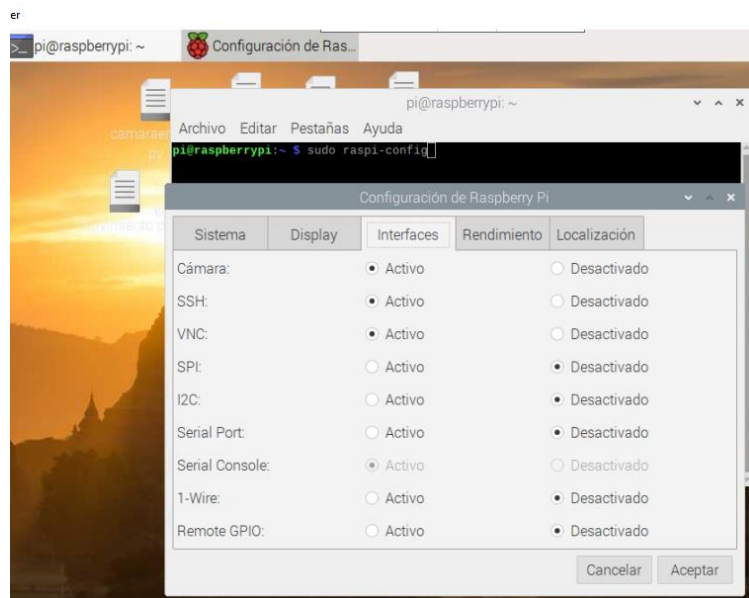 er
pi@raspberrypi: ~ Configuración de Ras...
pi@raspberrypi: ~
Archivo Editar Pestañas Ayuda
pi@raspberrypi:~ $ sudo raspi-config
Configuración de Raspberry Pi
Sistema Display Interfaces Rendimiento Localización
Cámara: Activo Desactivado
SSH: Activo Desactivado
VNC: Activo Desactivado
SPI: Activo Desactivado
I2C: Activo Desactivado
Serial Port: Activo Desactivado
Serial Console: Activo Desactivado
1-Wire: Activo Desactivado
Remote GPIO: Activo Desactivado
Cancelar Aceptar